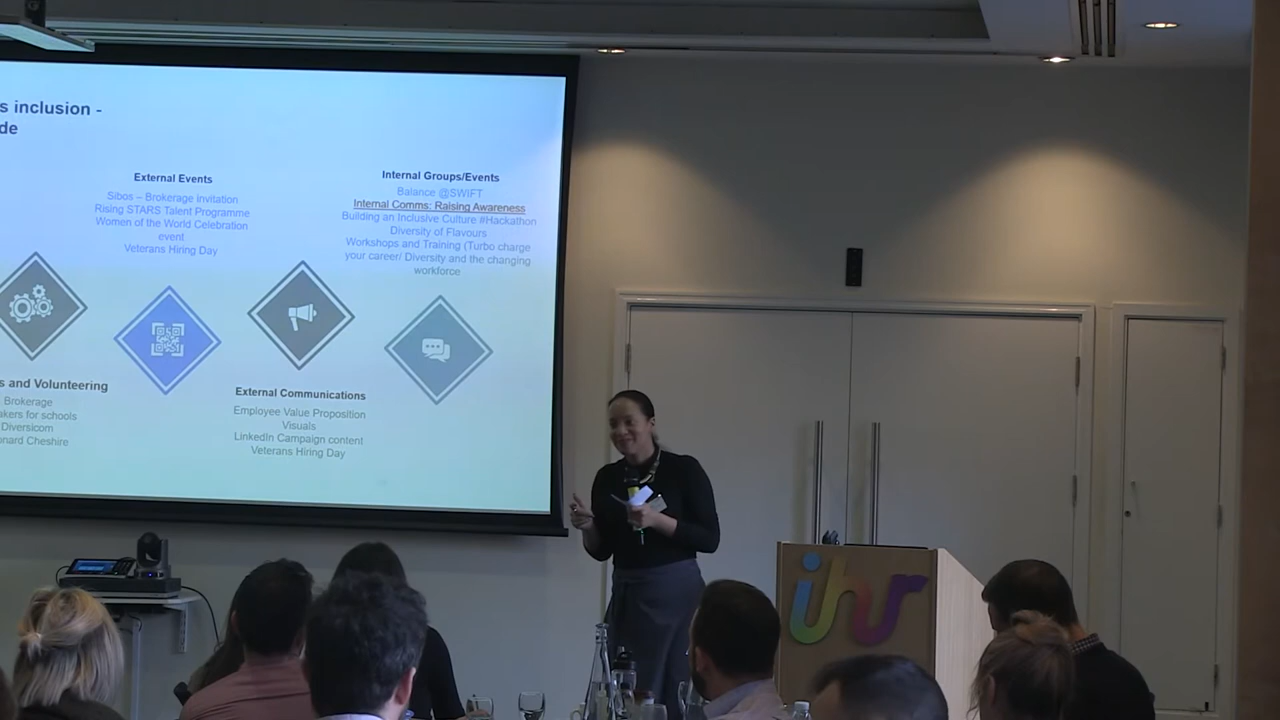 s inclusion -
de
External Events
Sibos – Brokerage Invitation
Rising STARS Talent Programme
Women of the World Celebration
event
Veterans Hiring Day
Internal Groups/Events
Balance @SWIFT
Internal Comms: Raising Awareness
Building an Inclusive Culture #Hackathon
Diversity of Flavours
Workshops and Training (Turbo charge
your career/ Diversity and the changing
workforce
s and Volunteering
Brokerage
akers for schools
Diversicom
onard Cheshire
External Communications
Employee Value Proposition
Visuals
LinkedIn Campaign content
Veterans Hiring Day
ihr